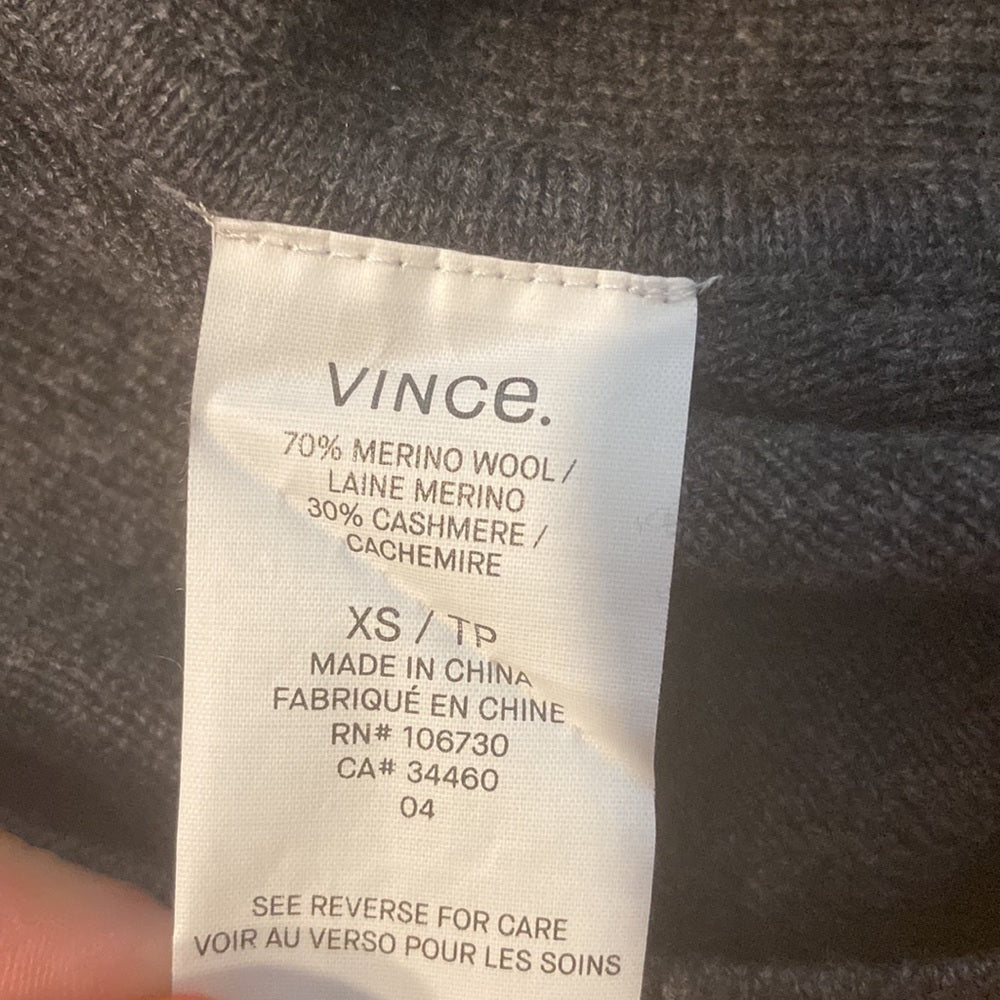 VINCE.
70% MERINO WOOL /
LAINE MERINO
30% CASHMERE /
CACHEMIRE
XS / TP
MADE IN CHINA
FABRIQUÉ EN CHINE
RN# 106730
CA# 34460
04
SEE REVERSE FOR CARE
VOIR AU VERSO POUR LES SOINS